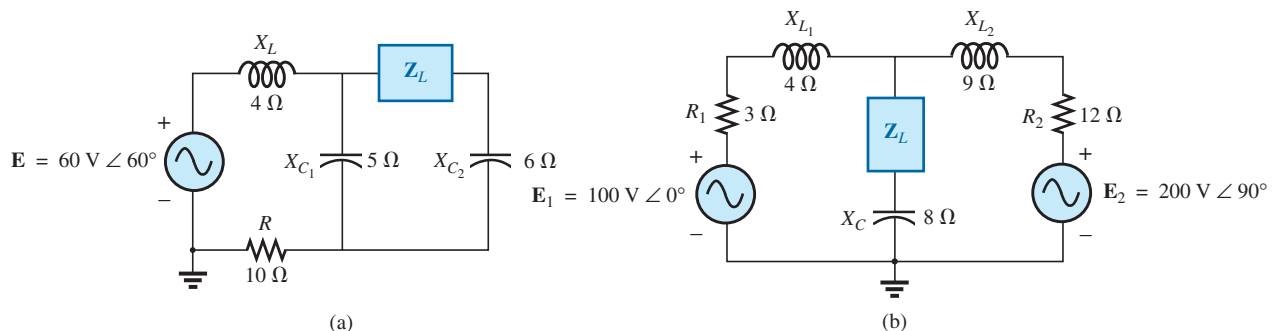 X_L
4 Ω
Z_L
+
E = 60 V ∠ 60°
–
X_C1
5 Ω
X_C2
6 Ω
R
10 Ω
(a)
X_L1
4 Ω
X_L2
9 Ω
R_1
3 Ω
Z_L
R_2
12 Ω
+
E_1 = 100 V ∠ 0°
–
X_C
8 Ω
+
E_2 = 200 V ∠ 90°
–
(b)